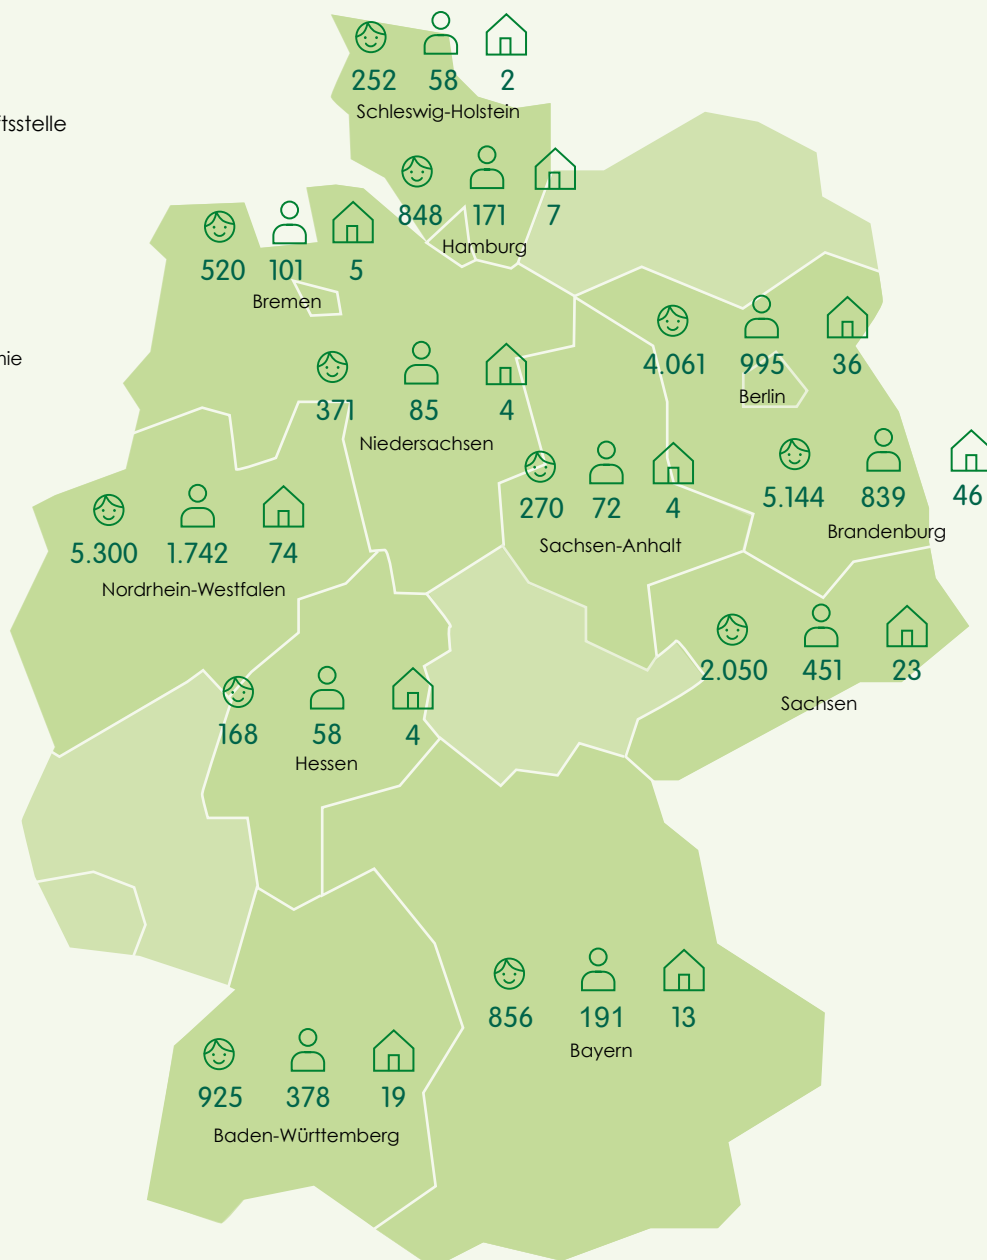 252 58 2
Schleswig-Holstein
ftsstelle
848 171 7
Hamburg
520 101 5
Bremen
4.061 995 36
Berlin
nie
371 85 4
Niedersachsen
270 72 4
Sachsen-Anhalt
5.144 839 46
Brandenburg
5.300 1.742 74
Nordrhein-Westfalen
2.050 451 23
Sachsen
168 58 4
Hessen
856 191 13
Bayern
925 378 19
Baden-Württemberg